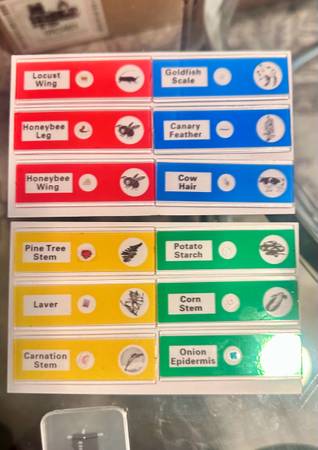 Locust
Wing
Goldfish
Scale
Honeybee
Leg
Canary
Feather
Honeybee
Wing
Cow
Hair
Pine Tree
Stem
Potato
Starch
Laver
Corn
Stem
Carnation
Stem
Onion
Epidermis